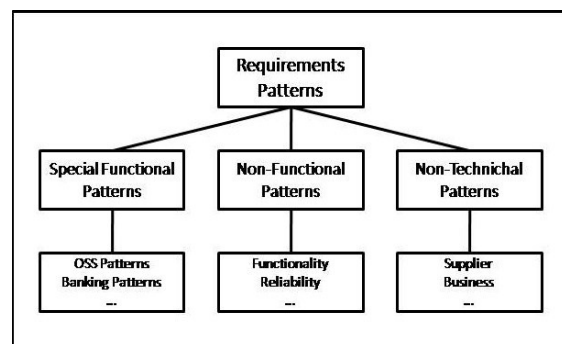 Requirements
Patterns
Special Functional
Patterns
Non-Functional
Patterns
Non-Technichal
Patterns
OSS Patterns
Banking Patterns
...
Functionality
Reliability
...
Supplier
Business
...